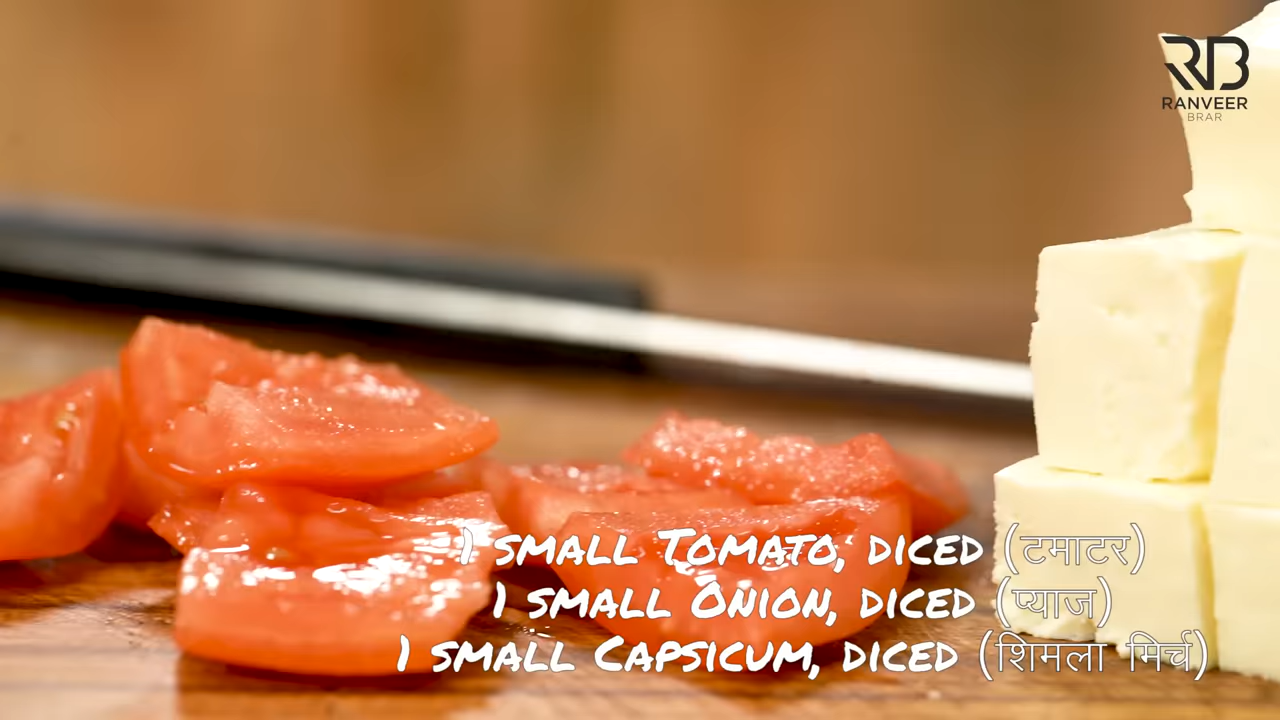 RB
RANVEER
BRAR
1 small Tomato, diced (टमाटर)
1 small Onion, diced (प्याज)
1 small Capsicum, diced (शिमला मिर्च)